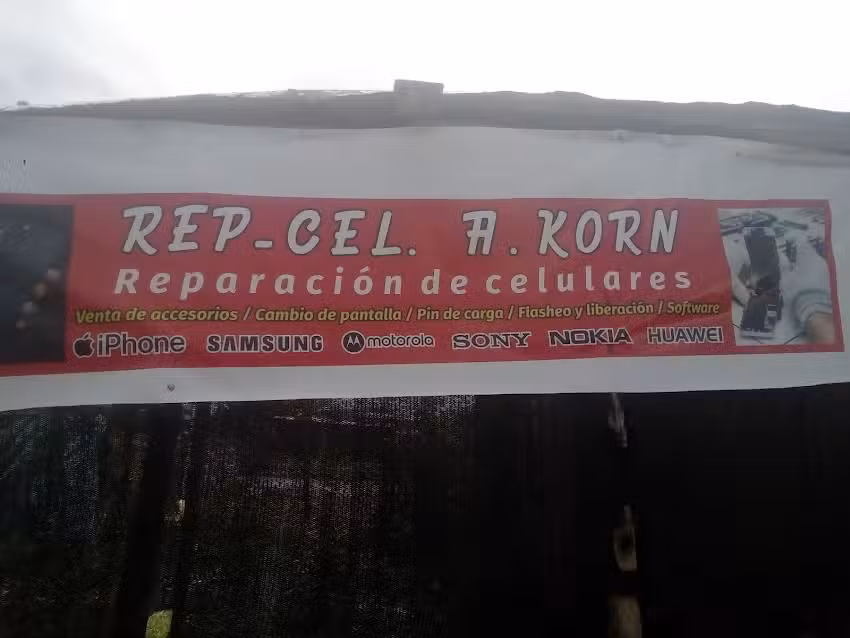 REP-CEL. A. KORN
Reparación de celulares
Venta de accesorios / Cambio de pantalla / Pin de carga / Flasheo y liberación / Software
iPhone SAMSUNG motorola SONY NOKIA HUAWEI